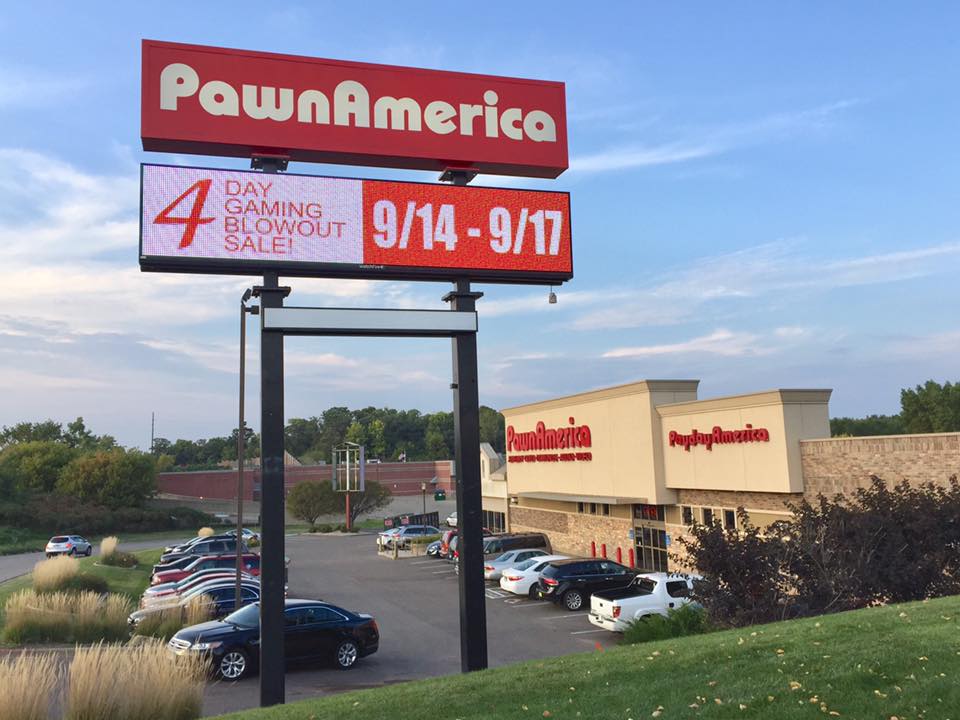 PawnAmerica
4 DAY
GAMING
BLOWOUT
SALE!
9/14 - 9/17
PawnAmerica
PaydayAmerica